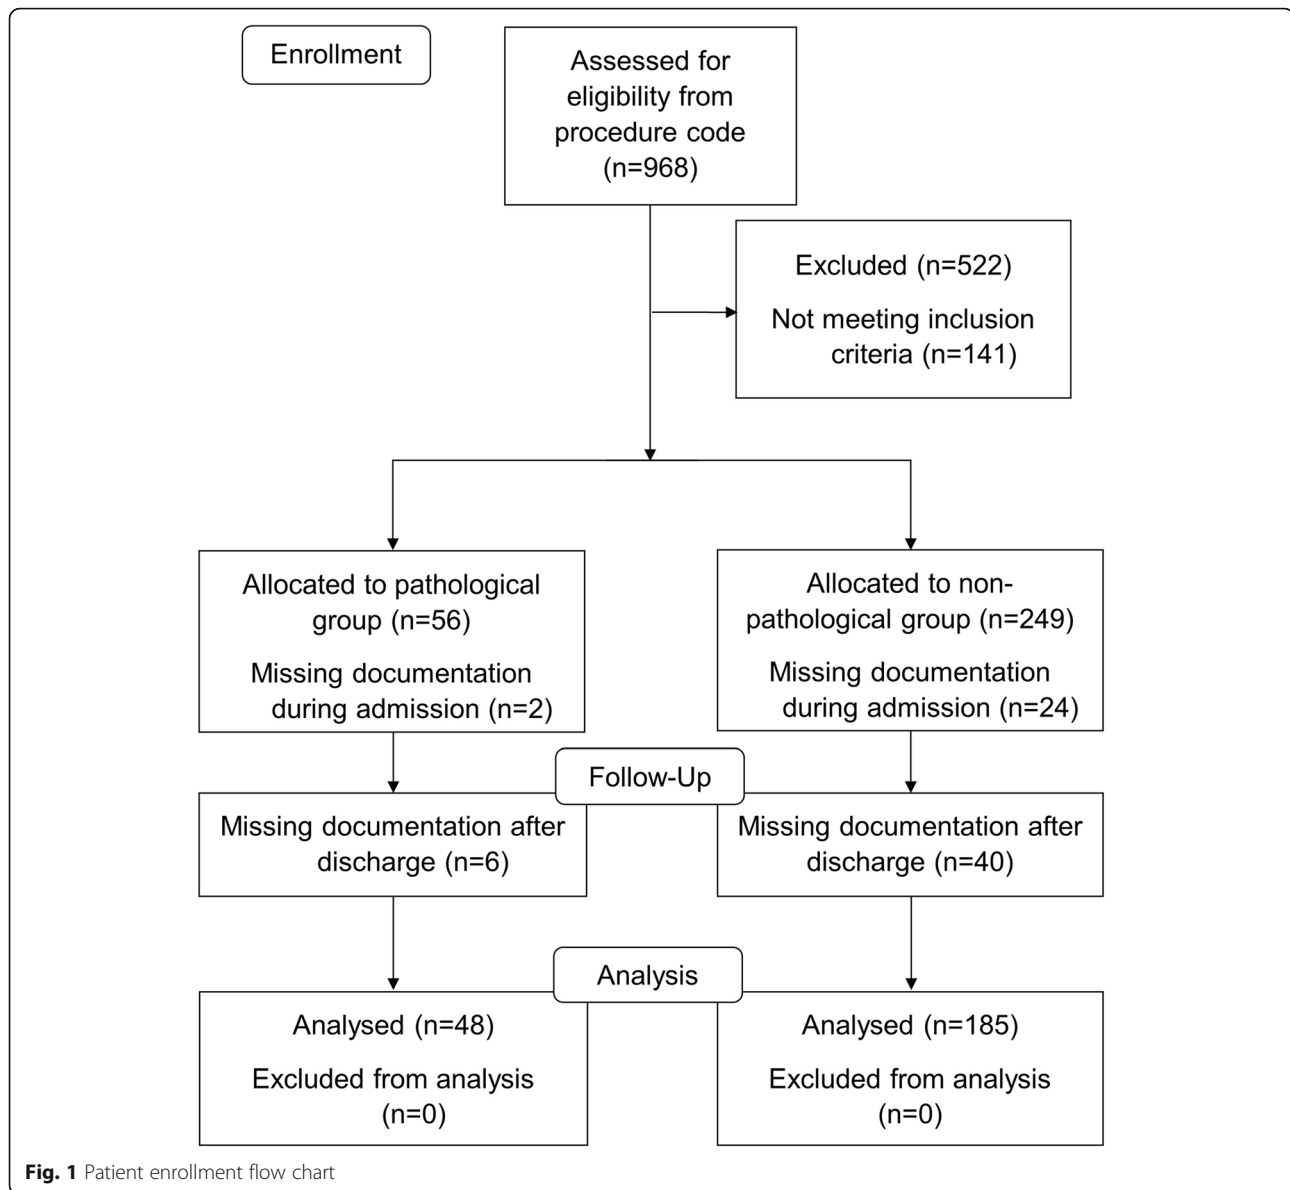 Enrollment
Assessed for
eligibility from
procedure code
(n=968)
Excluded (n=522)
Not meeting inclusion
criteria (n=141)
Allocated to pathological
group (n=56)
Missing documentation
during admission (n=2)
Allocated to non-
pathological group (n=249)
Missing documentation
during admission (n=24)
Follow-Up
Missing documentation after
discharge (n=6)
Missing documentation after
discharge (n=40)
Analysis
Analysed (n=48)
Excluded from analysis
(n=0)
Analysed (n=185)
Excluded from analysis
(n=0)
Fig. 1 Patient enrollment flow chart